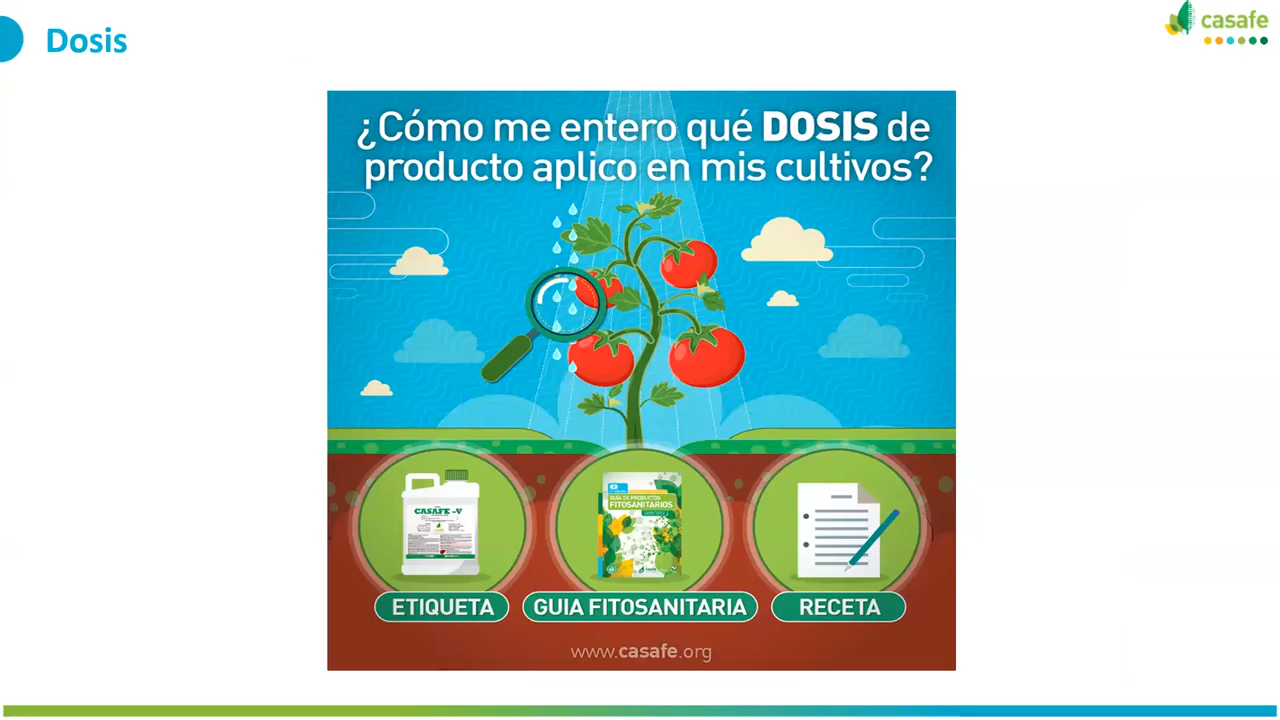 Dosis
casafe
¿Cómo me entero qué DOSIS de
producto aplico en mis cultivos?
CASAFE -V
GUÍA DE PRODUCTOS
FITOSANITARIOS
ETIQUETA
GUIA FITOSANITARIA
RECETA
www.casafe.org